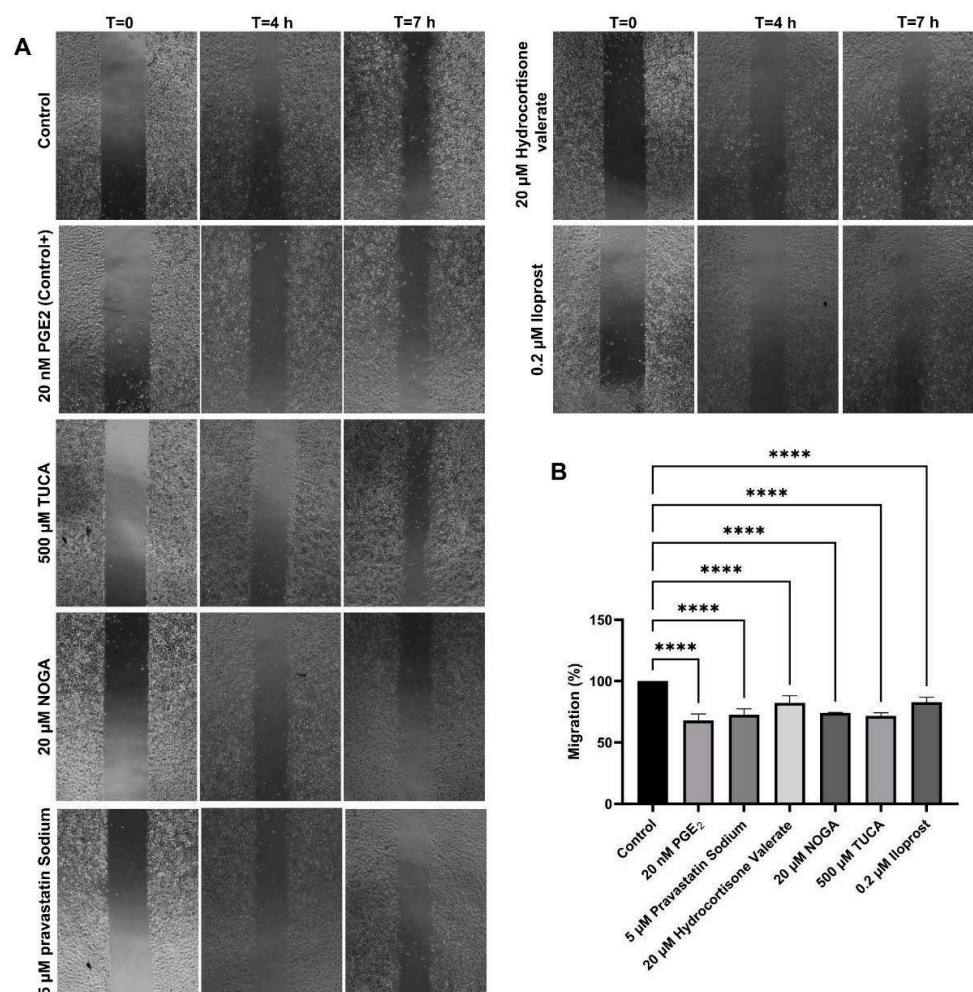 A
T=0 T=4 h T=7 h
Control
20 nM PGE2 (Control+)
500 µM TUCA
20 µM NOGA
5 µM pravastatin Sodium
T=0 T=4 h T=7 h
20 µM Hydrocortisone
valerate
0.2 µM Iloprost
B
****
****
****
****
****
****
Migration (%)
150
100
50
0
Control
20 nM PGE₂
5 µM Pravastatin Sodium
20 µM Hydrocortisone Valerate
20 µM NOGA
500 µM TUCA
0.2 µM Iloprost